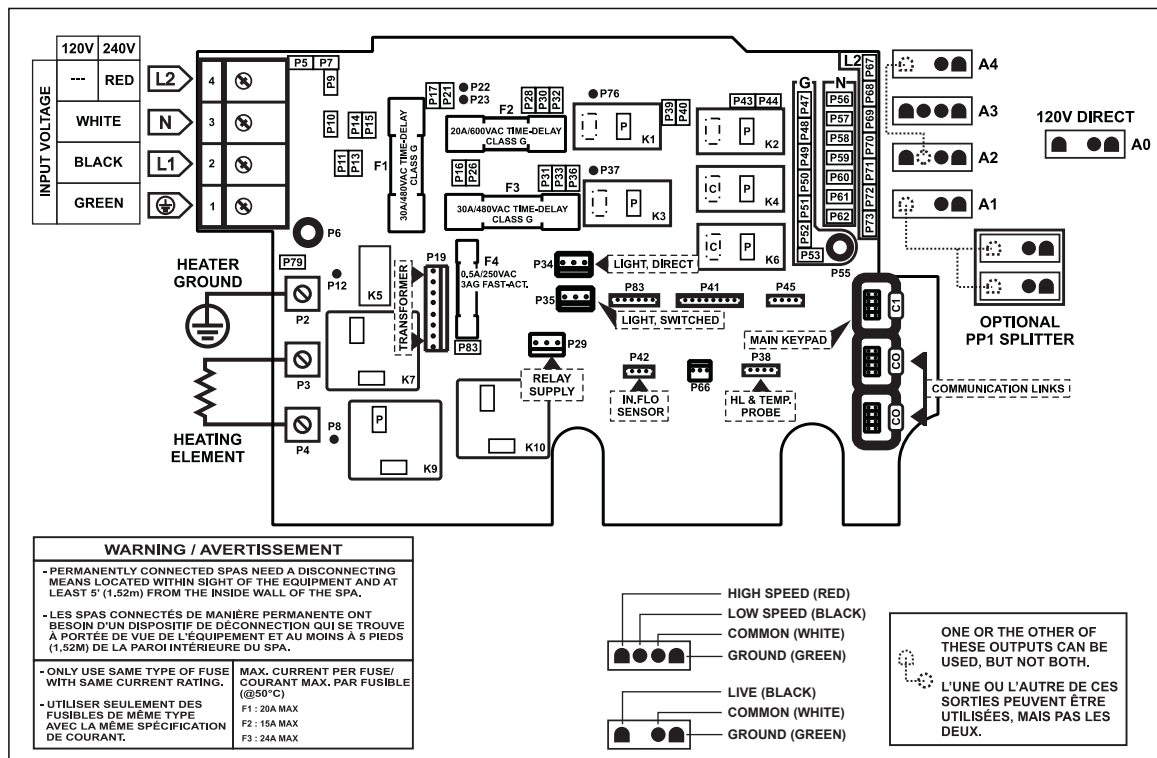 120V 240V
INPUT VOLTAGE
--- RED L2 4
WHITE N 3
BLACK L1 2
GREEN 1
P5 P7
P9
P10
P14
P15
P11
P13
P6
P79
P12
F1
30A/480VAC TIME-DELAY
CLASS G
P17
P21
P22
P23
F2
P28
P30
P32
20A/600VAC TIME-DELAY
CLASS G
P16
P26
F3
P31
P33
P36
30A/480VAC TIME-DELAY
CLASS G
P76
P K1
P39
P40
P37
P K3
P43 P44
P K2
C P K4
C P K6
G
P47
P48
P49
P50
P51
P52
P53
N
P56
P57
P58
P59
P60
P61
P62
P55
L2
P67
P68
P69
P70
P71
P72
P73
A4
A3
A2
A1
120V DIRECT
A0
OPTIONAL
PP1 SPLITTER
HEATER
GROUND
P2
P3
P4
P8
HEATING
ELEMENT
K5
K7
P
K9
K10
P19
TRANSFORMER
F4
0.5A/250VAC
3AG FAST-ACT.
P83
P34
LIGHT, DIRECT
P35
LIGHT, SWITCHED
P83
P41
P45
P29
RELAY
SUPPLY
P42
IN.FLO
SENSOR
P66
P38
HL & TEMP.
PROBE
MAIN KEYPAD
C1
CO
CO
COMMUNICATION LINKS
WARNING / AVERTISSEMENT
- PERMANENTLY CONNECTED SPAS NEED A DISCONNECTING
MEANS LOCATED WITHIN SIGHT OF THE EQUIPMENT AND AT
LEAST 5' (1.52m) FROM THE INSIDE WALL OF THE SPA.
- LES SPAS CONNECTÉS DE MANIÈRE PERMANENTE ONT
BESOIN D'UN DISPOSITIF DE DÉCONNECTION QUI SE TROUVE
À PORTÉE DE VUE DE L'ÉQUIPEMENT ET AU MOINS À 5 PIEDS
(1,52M) DE LA PAROI INTÉRIEURE DU SPA.
- ONLY USE SAME TYPE OF FUSE
WITH SAME CURRENT RATING.
- UTILISER SEULEMENT DES
FUSIBLES DE MÊME TYPE
AVEC LA MÊME SPÉCIFICATION
DE COURANT.
MAX. CURRENT PER FUSE/
COURANT MAX. PAR FUSIBLE
(@50°C)
F1 : 20A MAX
F2 : 15A MAX
F3 : 24A MAX
HIGH SPEED (RED)
LOW SPEED (BLACK)
COMMON (WHITE)
GROUND (GREEN)
LIVE (BLACK)
COMMON (WHITE)
GROUND (GREEN)
ONE OR THE OTHER OF
THESE OUTPUTS CAN BE
USED, BUT NOT BOTH.
L'UNE OU L'AUTRE DE CES
SORTIES PEUVENT ÊTRE
UTILISÉES, MAIS PAS LES
DEUX.